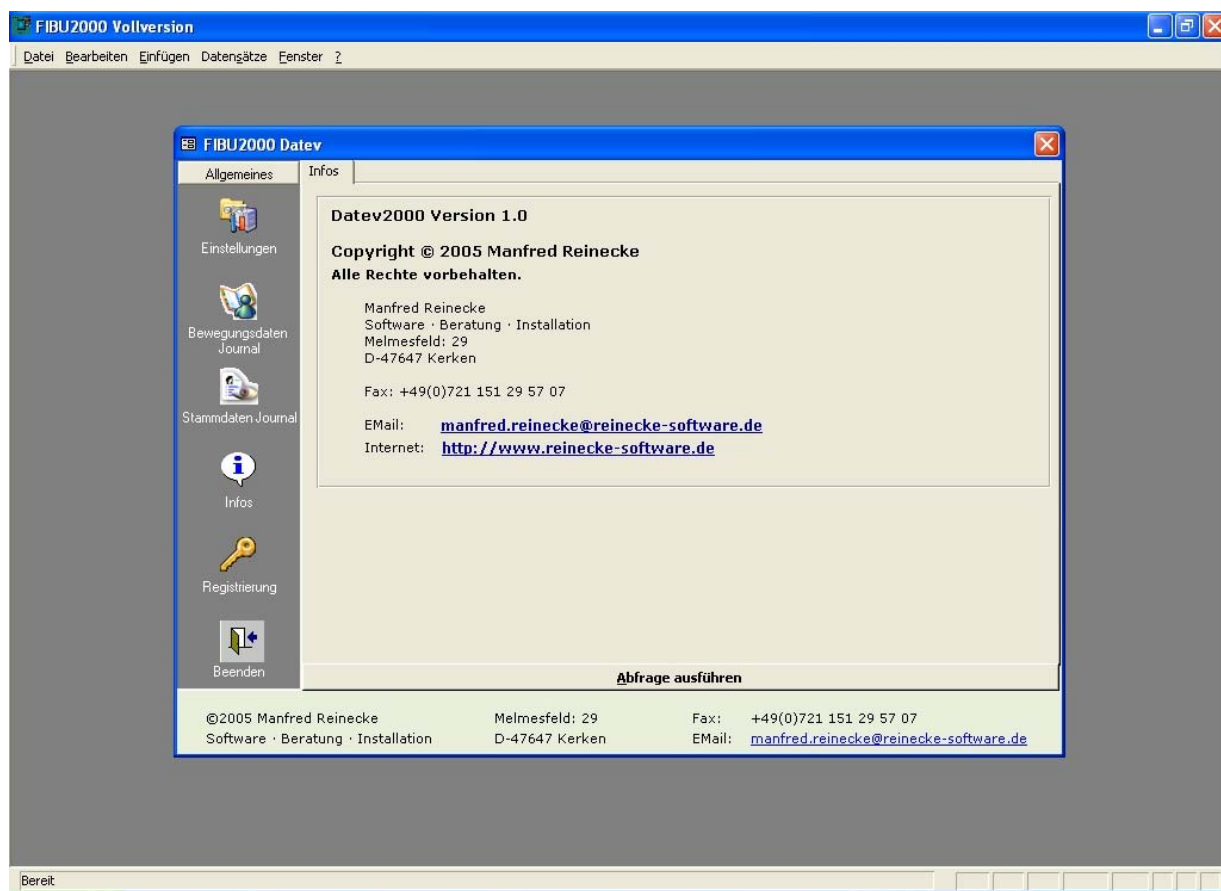 FIBU2000 Vollversion
Datei Bearbeiten Einfügen Datensätze Fenster ?
FIBU2000 Datev
Allgemeines
Infos
Einstellungen
Bewegungsdaten
Journal
Stammdaten Journal
Infos
Registrierung
Beenden
Datev2000 Version 1.0
Copyright © 2005 Manfred Reinecke
Alle Rechte vorbehalten.
Manfred Reinecke
Software · Beratung · Installation
Melmesfeld: 29
D-47647 Kerken
Fax: +49(0)721 151 29 57 07
EMail: manfred.reinecke@reinecke-software.de
Internet: http://www.reinecke-software.de
Abfrage ausführen
©2005 Manfred Reinecke Melmesfeld: 29 Fax: +49(0)721 151 29 57 07
Software · Beratung · Installation D-47647 Kerken EMail: manfred.reinecke@reinecke-software.de
Bereit